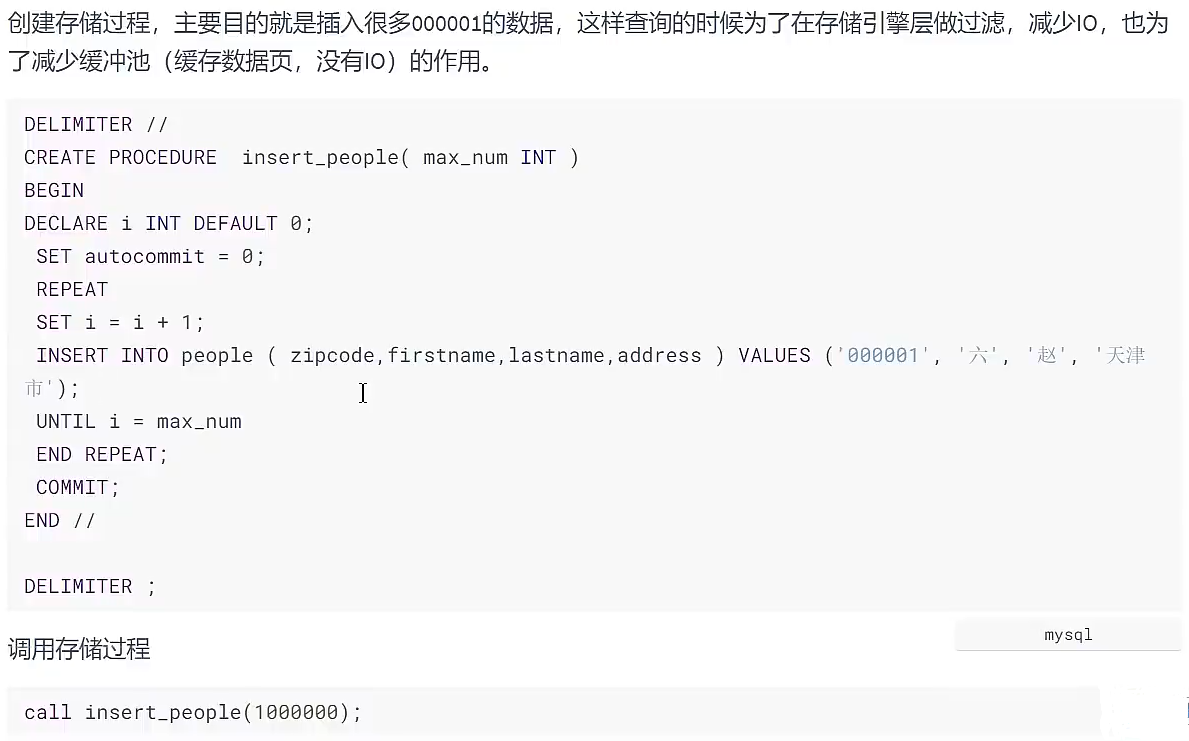 创建存储过程，主要目的就是插入很多000001的数据，这样查询的时候为了在存储引擎层做过滤，减少IO，也为
了减少缓冲池（缓存数据页，没有IO）的作用。
DELIMITER //
CREATE PROCEDURE  insert_people( max_num INT )
BEGIN
DECLARE i INT DEFAULT 0;
 SET autocommit = 0;
 REPEAT
 SET i = i + 1;
 INSERT INTO people ( zipcode,firstname,lastname,address ) VALUES ('000001', '六', '赵', '天津
市');
 UNTIL i = max_num
 END REPEAT;
 COMMIT;
END //
DELIMITER ;
mysql
调用存储过程
call insert_people(1000000);